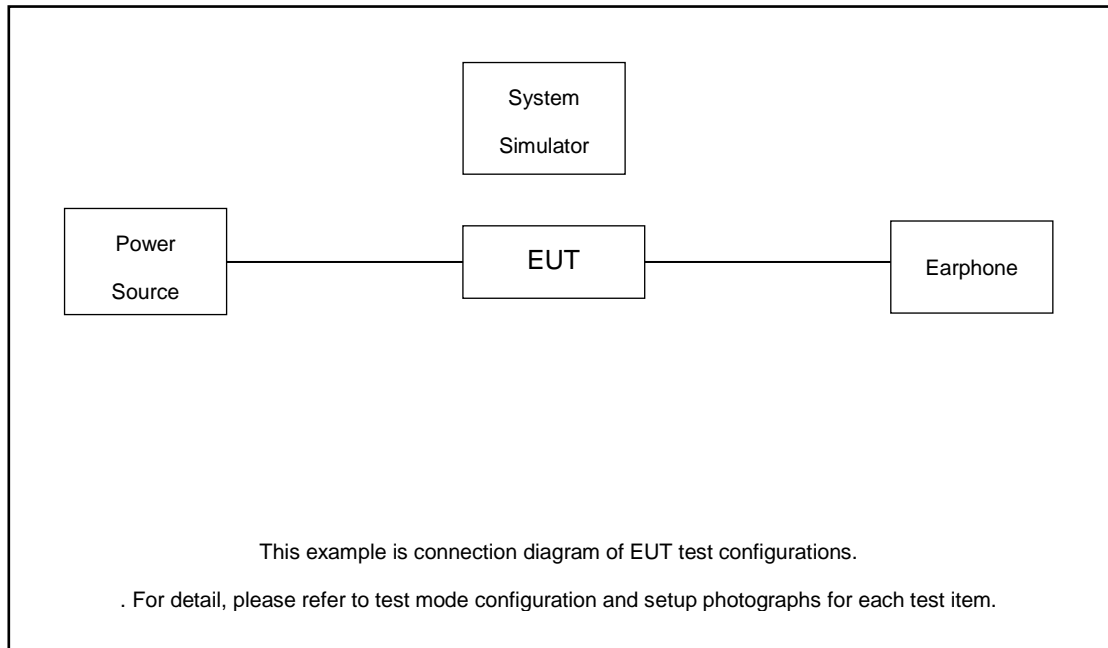 System
Simulator
Power
Source
EUT
Earphone
This example is connection diagram of EUT test configurations.
. For detail, please refer to test mode configuration and setup photographs for each test item.